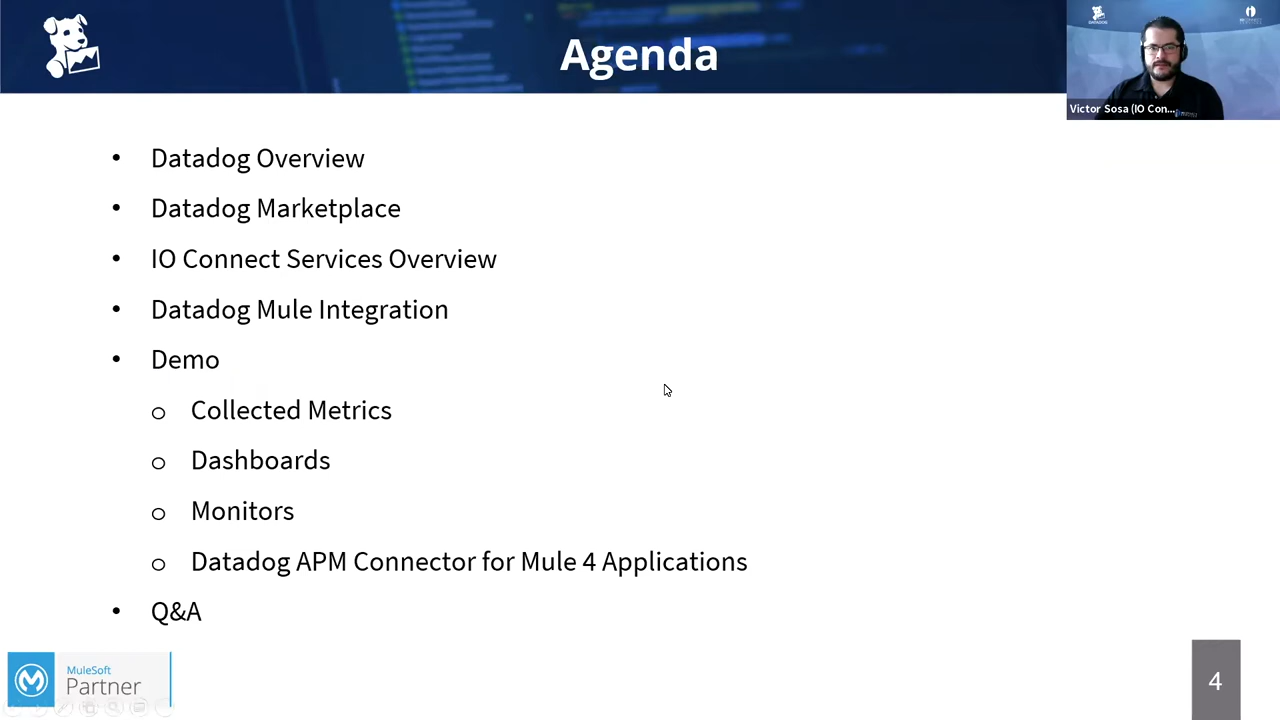 Agenda
Victor Sosa (IO Con...
• Datadog Overview
• Datadog Marketplace
• IO Connect Services Overview
• Datadog Mule Integration
• Demo
o Collected Metrics
o Dashboards
o Monitors
o Datadog APM Connector for Mule 4 Applications
• Q&A
MuleSoft
Partner
4